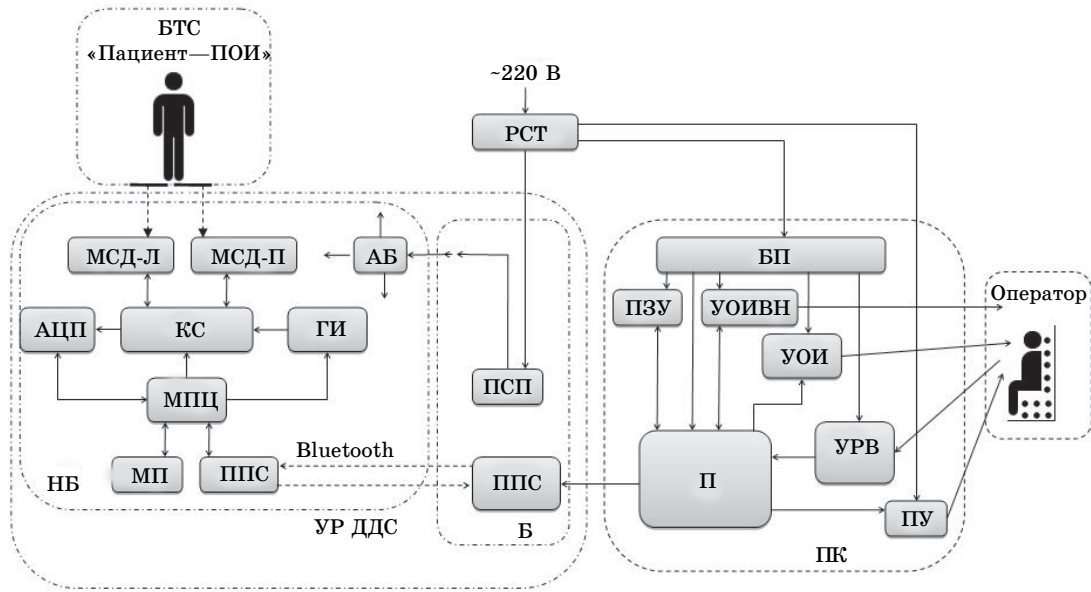 БТС
«Пациент—ПОИ»
~220 В
РСТ
МСД-Л
МСД-П
АБ
БП
Оператор
ПЗУ
УОИВН
АЦП
КС
ГИ
УОИ
ПСП
МПЦ
УРВ
Bluetooth
МП
ППС
ППС
П
НБ
ПУ
УР ДДС
Б
ПК